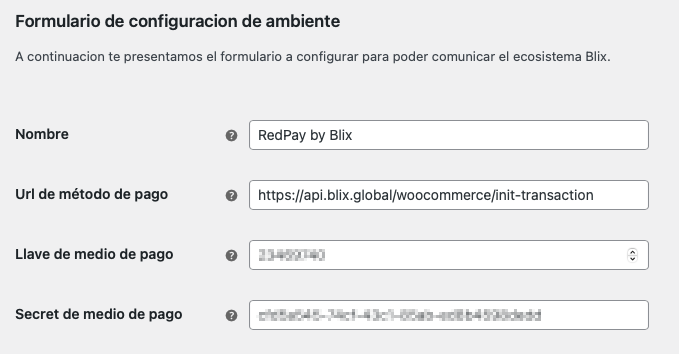 Formulario de configuracion de ambiente
A continuacion te presentamos el formulario a configurar para poder comunicar el ecosistema Blix.
Nombre ? RedPay by Blix
Url de método de pago ? https://api.blix.global/woocommerce/init-transaction
Llave de medio de pago ?
Secret de medio de pago ?